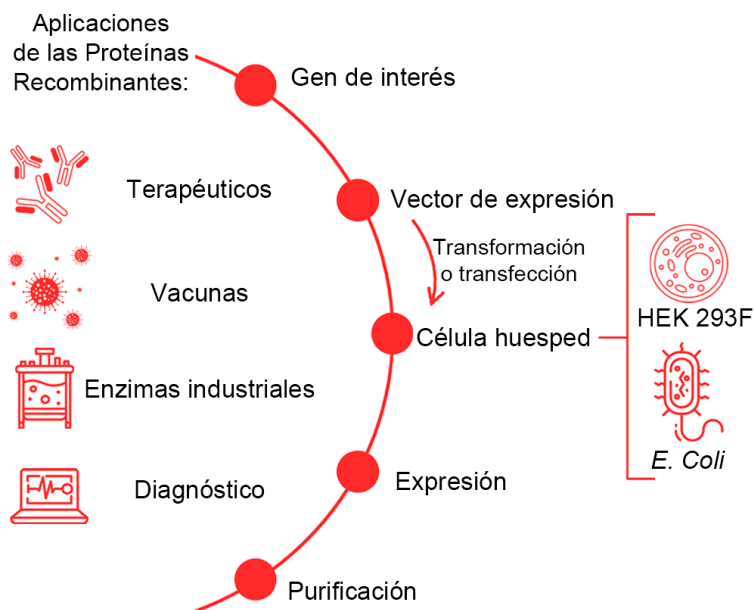 Aplicaciones
de las Proteínas
Recombinantes:
Terapéuticos
Vacunas
Enzimas industriales
Diagnóstico
Gen de interés
Vector de expresión
Transformación
o transfección
Célula huesped
HEK 293F
E. Coli
Expresión
Purificación